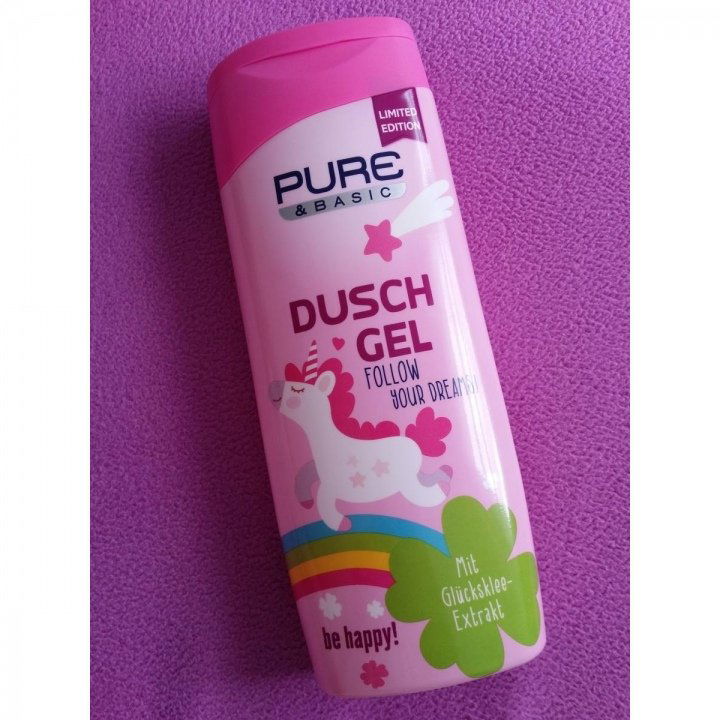 LIMITED
EDITION
PURE
& BASIC
DUSCH
GEL
FOLLOW
YOUR DREAMS
Mit
Glücksklee-
Extrakt
be happy!